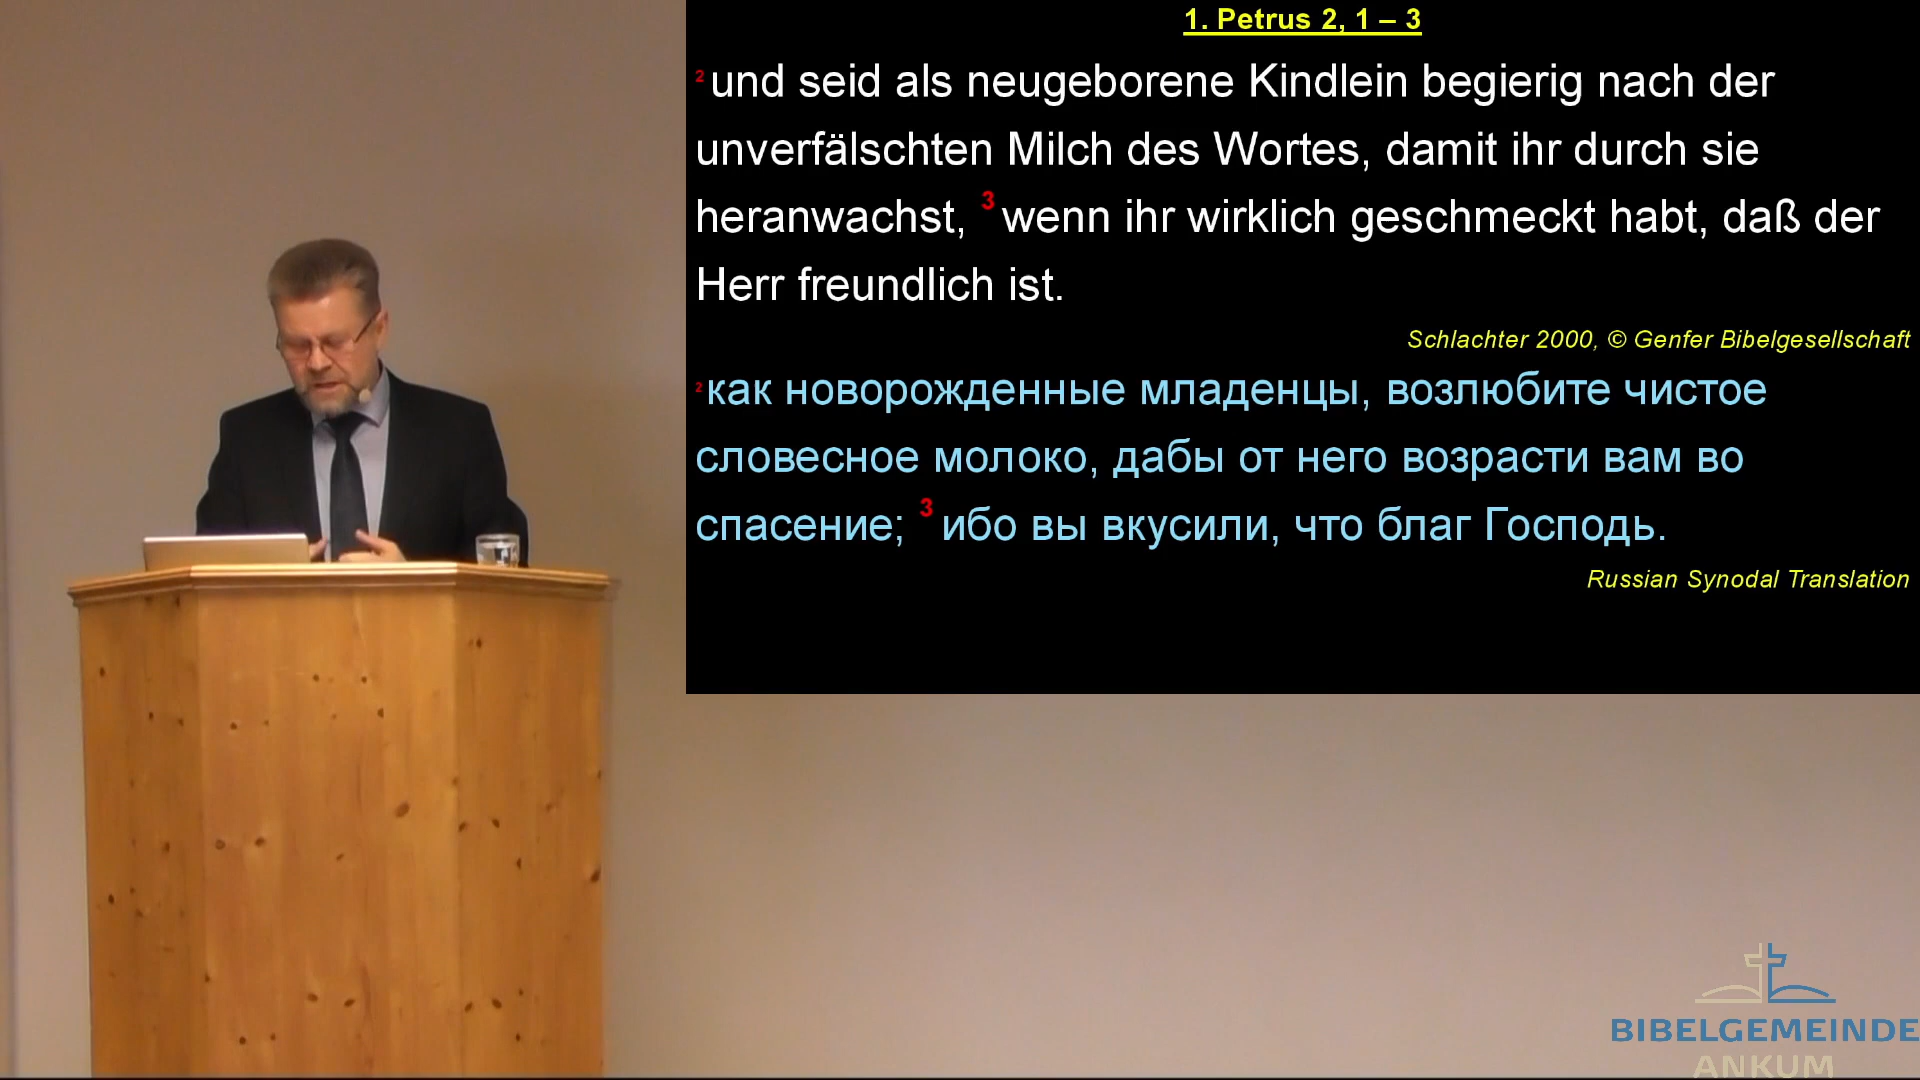 1. Petrus 2, 1 – 3
2 und seid als neugeborene Kindlein begierig nach der
unverfälschten Milch des Wortes, damit ihr durch sie
heranwachst, 3 wenn ihr wirklich geschmeckt habt, daß der
Herr freundlich ist.
Schlachter 2000, © Genfer Bibelgesellschaft
2 как новорожденные младенцы, возлюбите чистое
словесное молоко, дабы от него возрасти вам во
спасение; 3 ибо вы вкусили, что благ Господь.
Russian Synodal Translation
BIBELGEMEINDE
ANKUM